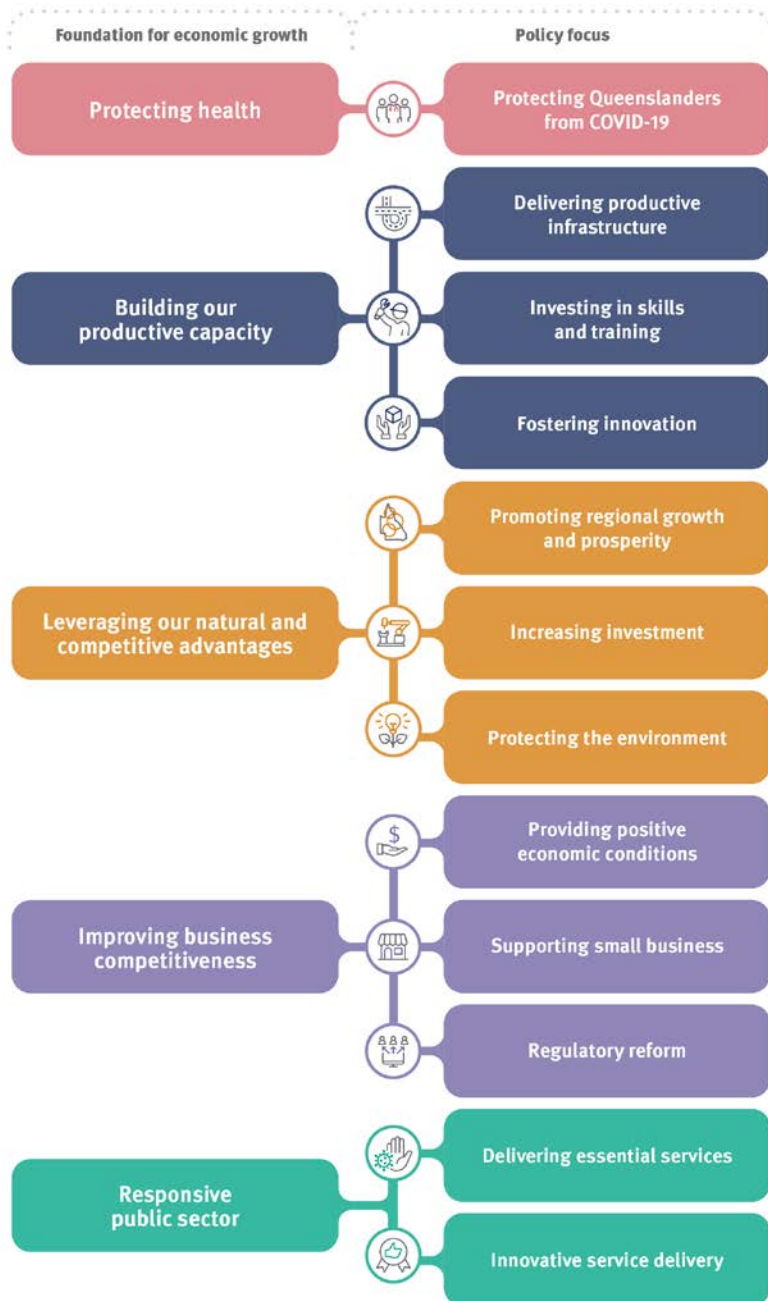 Foundation for economic growth
Policy focus
Protecting health
Protecting Queenslanders
from COVID-19
Building our
productive capacity
Delivering productive
infrastructure
Investing in skills
and training
Fostering innovation
Leveraging our natural and
competitive advantages
Promoting regional growth
and prosperity
Increasing investment
Protecting the environment
Improving business
competitiveness
$
Providing positive
economic conditions
Supporting small business
Regulatory reform
Responsive
public sector
Delivering essential services
Innovative service delivery